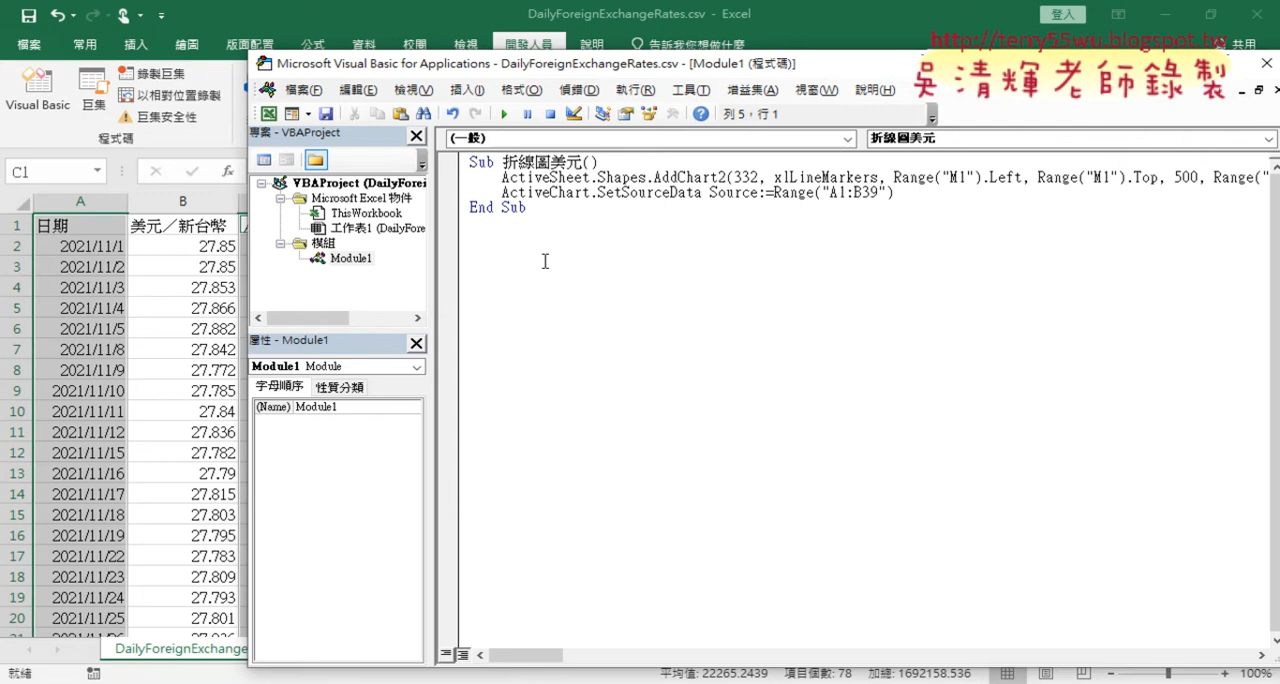 DailyForeignExchangeRates.csv - Excel
登入
檔案 常用 插入 繪圖 版面配置 公式 資料 校閱 檢視 開發人員 說明 告訴我您想做什麼 共用
http://terry55wu.blogspot.tw
吳清輝老師錄製
Visual Basic 巨集
錄製巨集
以相對位置錄製
巨集安全性
程式碼
Microsoft Visual Basic for Applications - DailyForeignExchangeRates.csv - [Module1 (程式碼)]
檔案(F) 編輯(E) 檢視(V) 插入(I) 格式(O) 偵錯(D) 執行(R) 工具(T) 增益集(A) 視窗(W) 說明(H)
列 5，行 1
專案 - VBAProject
VBAProject (DailyForei
Microsoft Excel 物件
ThisWorkbook
工作表1 (DailyFore
模組
Module1
屬性 - Module1
Module1 Module
字母順序 性質分類
(Name) Module1
(一般) 折線圖美元
Sub 折線圖美元()
ActiveSheet.Shapes.AddChart2(332, xlLineMarkers, Range("M1").Left, Range("M1").Top, 500, Range("
ActiveChart.SetSourceData Source:=Range("A1:B39")
End Sub
C1 fx
A B
1 日期 美元／新台幣
2 2021/11/1 27.85
3 2021/11/2 27.85
4 2021/11/3 27.853
5 2021/11/4 27.866
6 2021/11/5 27.882
7 2021/11/8 27.842
8 2021/11/9 27.772
9 2021/11/10 27.785
10 2021/11/11 27.84
11 2021/11/12 27.836
12 2021/11/15 27.782
13 2021/11/16 27.79
14 2021/11/17 27.815
15 2021/11/18 27.803
16 2021/11/19 27.795
17 2021/11/22 27.783
18 2021/11/23 27.809
19 2021/11/24 27.793
20 2021/11/25 27.801
DailyForeignExchange
就緒
平均值: 22265.2439 項目個數: 78 加總: 1692158.536
100%